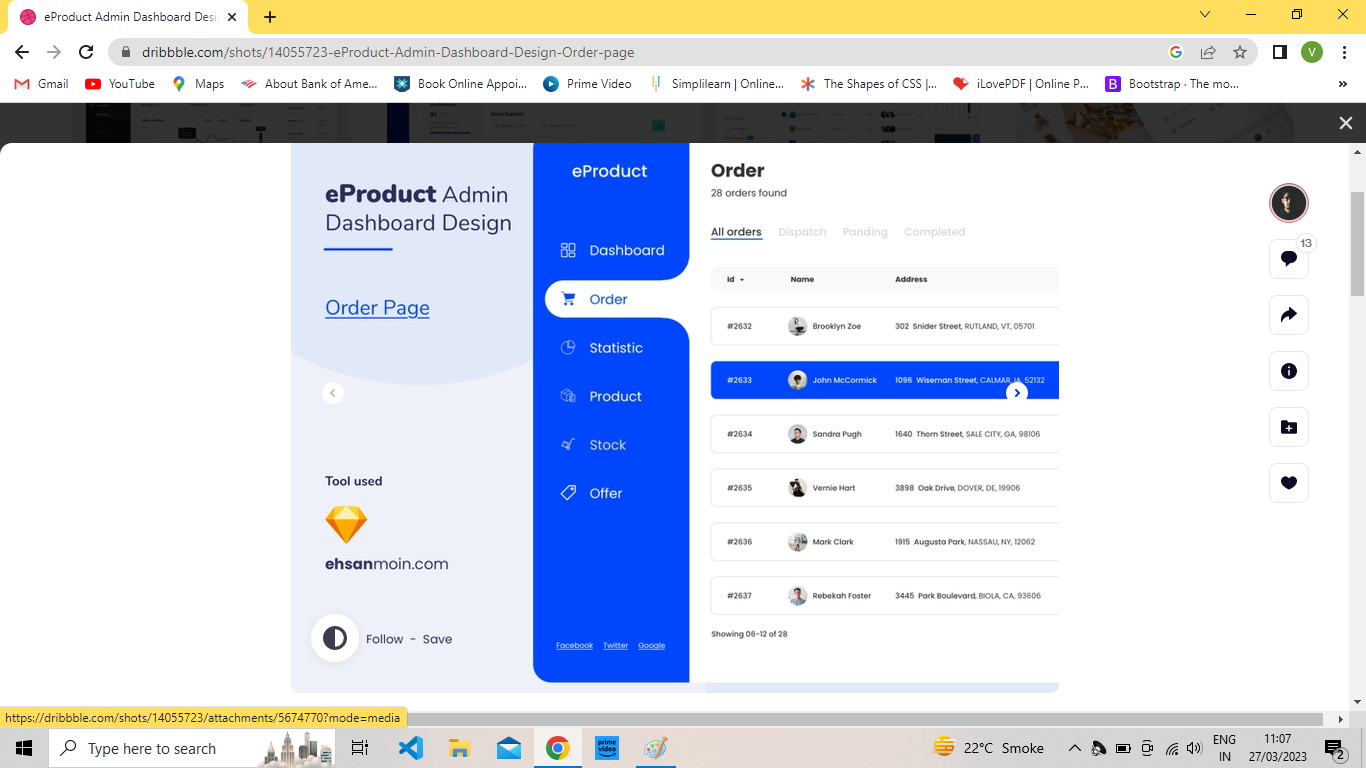 eProduct Admin Dashboard Desi
dribbble.com/shots/14055723-eProduct-Admin-Dashboard-Design-Order-page
V
Gmail YouTube Maps About Bank of Ame... Book Online Appoi... Prime Video Simplilearn | Online... The Shapes of CSS |... iLovePDF | Online P... B Bootstrap · The mo... »
eProduct Admin
Dashboard Design
Order Page
Tool used
ehsanmoin.com
Follow - Save
eProduct
Dashboard
Order
Statistic
Product
Stock
Offer
Facebook Twitter Google
Order
28 orders found
All orders Dispatch Panding Completed
Id Name Address
#2632 Brooklyn Zoe 302 Snider Street, RUTLAND, VT, 05701
#2633 John McCormick 1096 Wiseman Street, CALMAR, IA, 52132
#2634 Sandra Pugh 1640 Thorn Street, SALE CITY, GA, 98106
#2635 Vernie Hart 3898 Oak Drive, DOVER, DE, 19906
#2636 Mark Clark 1915 Augusta Park, NASSAU, NY, 12062
#2637 Rebekah Foster 3445 Park Boulevard, BIOLA, CA, 93606
Showing 06-12 of 28
13
https://dribbble.com/shots/14055723/attachments/5674770?mode=media
Type here to search
prime video
22°C Smoke
ENG
IN
11:07
27/03/2023
2